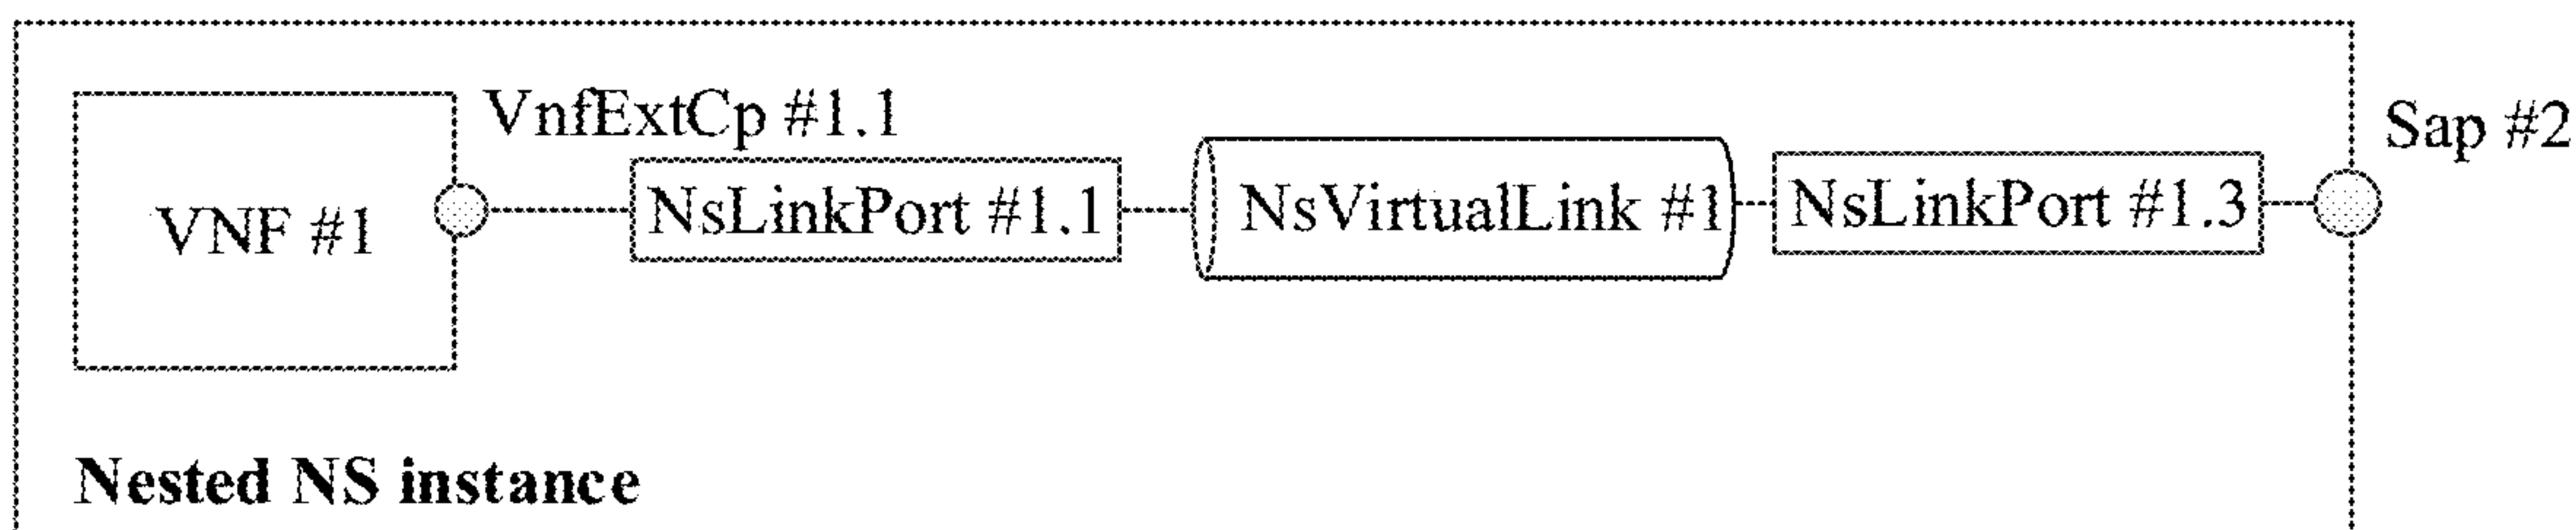 VnfExtCp #1.1
Sap #2
VNF #1
NsLinkPort #1.1
NsVirtualLink #1
NsLinkPort #1.3
Nested NS instance